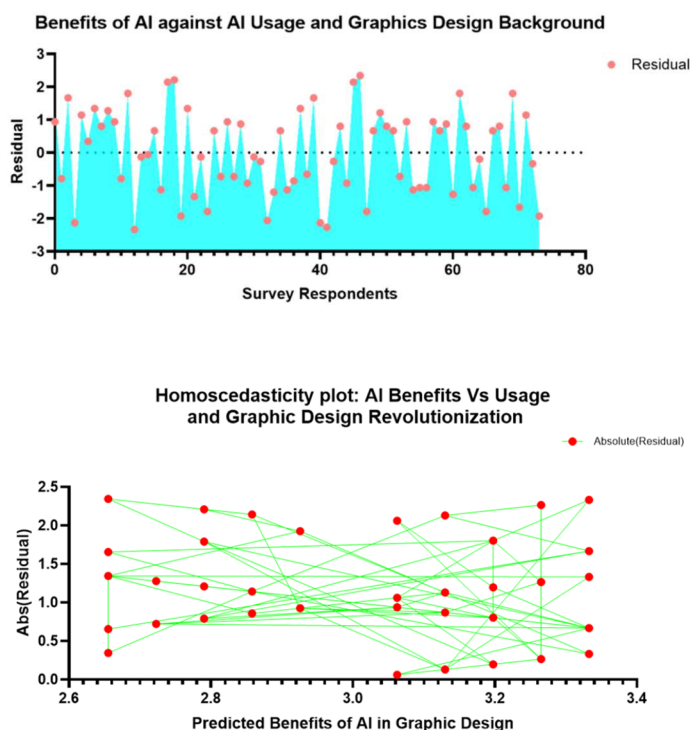 Benefits of AI against AI Usage and Graphics Design Background
Residual
3
2
1
0
-1
-2
-3
Residual
0
20
40
60
80
Survey Respondents
Homoscedasticity plot: AI Benefits Vs Usage
and Graphic Design Revolutionization
Absolute(Residual)
2.5
2.0
1.5
1.0
0.5
0.0
Abs(Residual)
2.6
2.8
3.0
3.2
3.4
Predicted Benefits of AI in Graphic Design